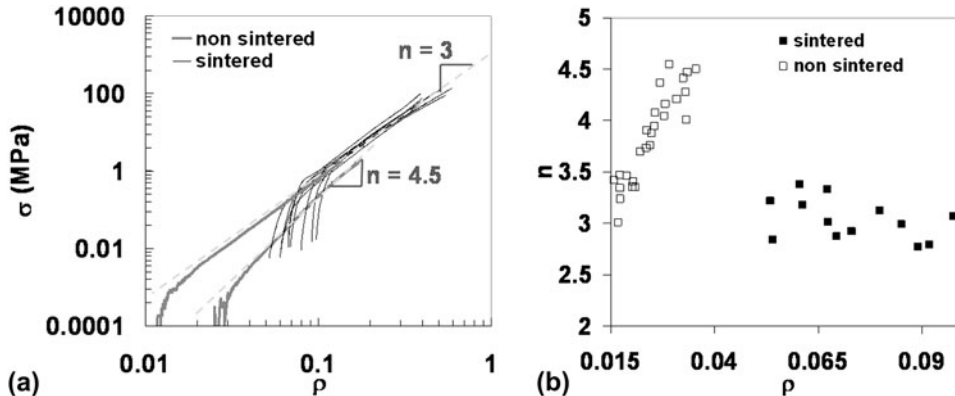 10000
100
1
0.01
0.0001
σ (MPa)
non sintered
sintered
n = 3
n = 4.5
0.01
0.1
1
ρ
(a)
5
4.5
4
3.5
3
2.5
2
n
sintered
non sintered
0.015
0.04
0.065
0.09
ρ
(b)